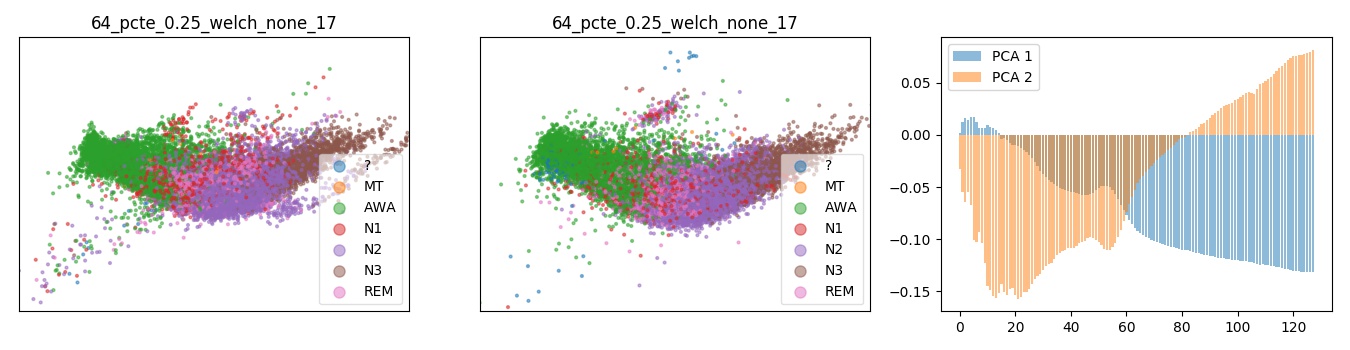 64_pcte_0.25_welch_none_17
?
MT
AWA
N1
N2
N3
REM
64_pcte_0.25_welch_none_17
?
MT
AWA
N1
N2
N3
REM
PCA 1
PCA 2
0.05
0.00
−0.05
−0.10
−0.15
0 20 40 60 80 100 120